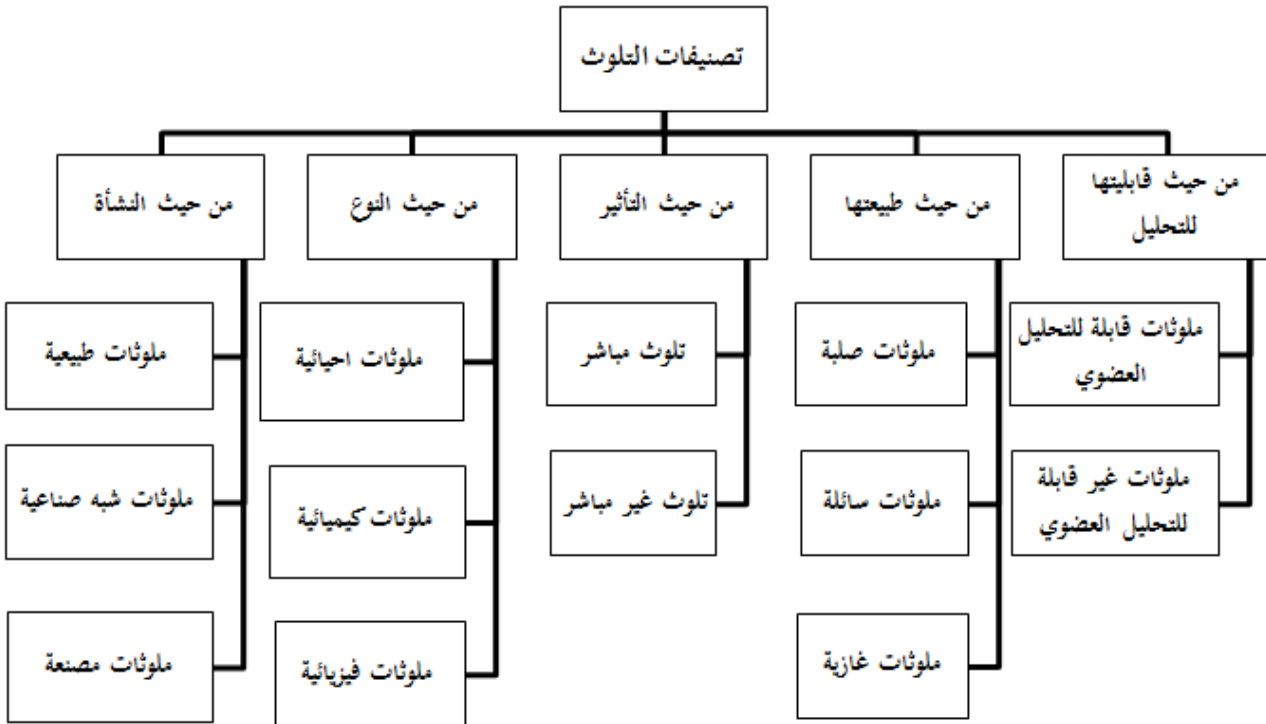 تصنيفات التلوث
من حيث قابليتها
للتحليل
من حيث طبيعتها
من حيث التأثير
من حيث النوع
من حيث النشأة
ملوثات قابلة للتحليل
العضوي
ملوثات صلبة
تلوث مباشر
ملوثات احيائية
ملوثات طبيعية
ملوثات غير قابلة
للتحليل العضوي
ملوثات سائلة
تلوث غير مباشر
ملوثات كيميائية
ملوثات شبه صناعية
ملوثات غازية
ملوثات فيزيائية
ملوثات مصنعة